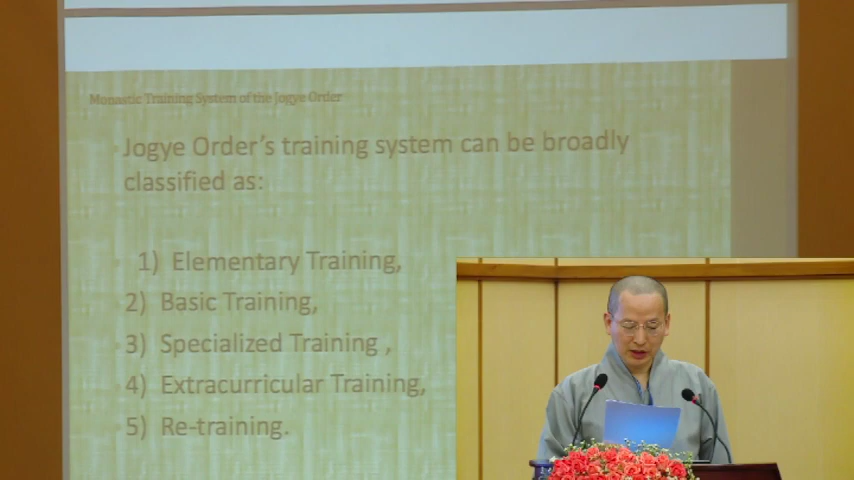 Monastic Training System of the Jogye Order
Jogye Order's training system can be broadly
classified as:
1) Elementary Training,
2) Basic Training,
3) Specialized Training ,
4) Extracurricular Training,
5) Re-training.